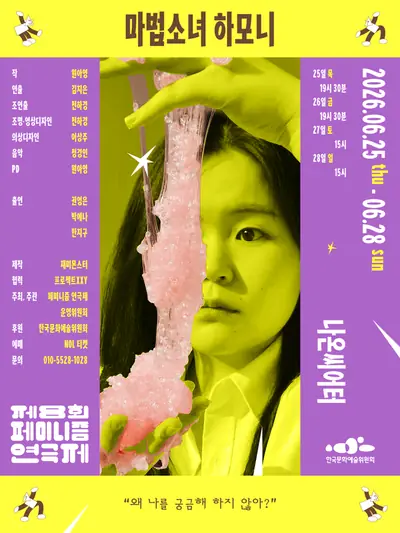 마법소녀 하모니
작 원아영
연출 김지은
조연출 전하경
조명·영상디자인 전하경
의상디자인 여상주
음악 정강현
PD 원아영
출연 권영은
박예나
한지구
제작 재미톤스터
협력 프로젝트XXY
주최, 주관 페미니즘 연극제
운영위원회
후원 한국문화예술위원회
예매 NOL 티켓
문의 010-5528-1028
제8회
페미니즘
연극제
25일 목
19시 30분
26일 금
19시 30분
27일 토
15시
28일 일
15시
2026.06.25 thu - 06.28 sun
나온씨어터
한국문화예술위원회
“왜 나를 궁금해 하지 않아?”